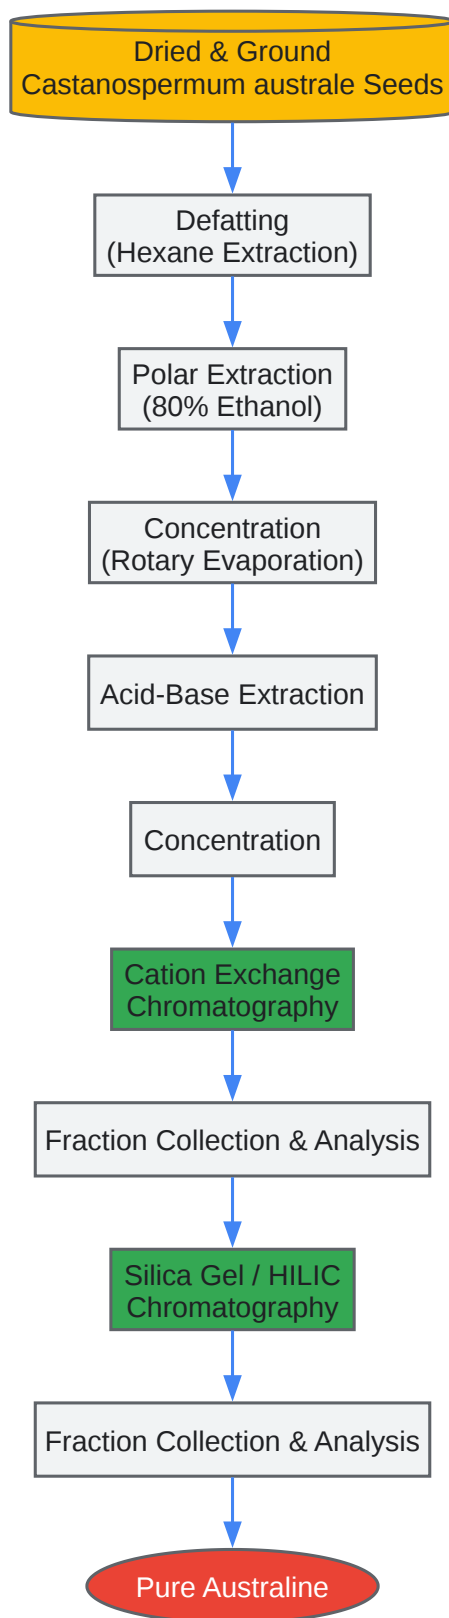 Dried & Ground
Castanospermum australe Seeds
Defatting
(Hexane Extraction)
Polar Extraction
(80% Ethanol)
Concentration
(Rotary Evaporation)
Acid-Base Extraction
Concentration
Cation Exchange
Chromatography
Fraction Collection & Analysis
Silica Gel / HILIC
Chromatography
Fraction Collection & Analysis
Pure Australine